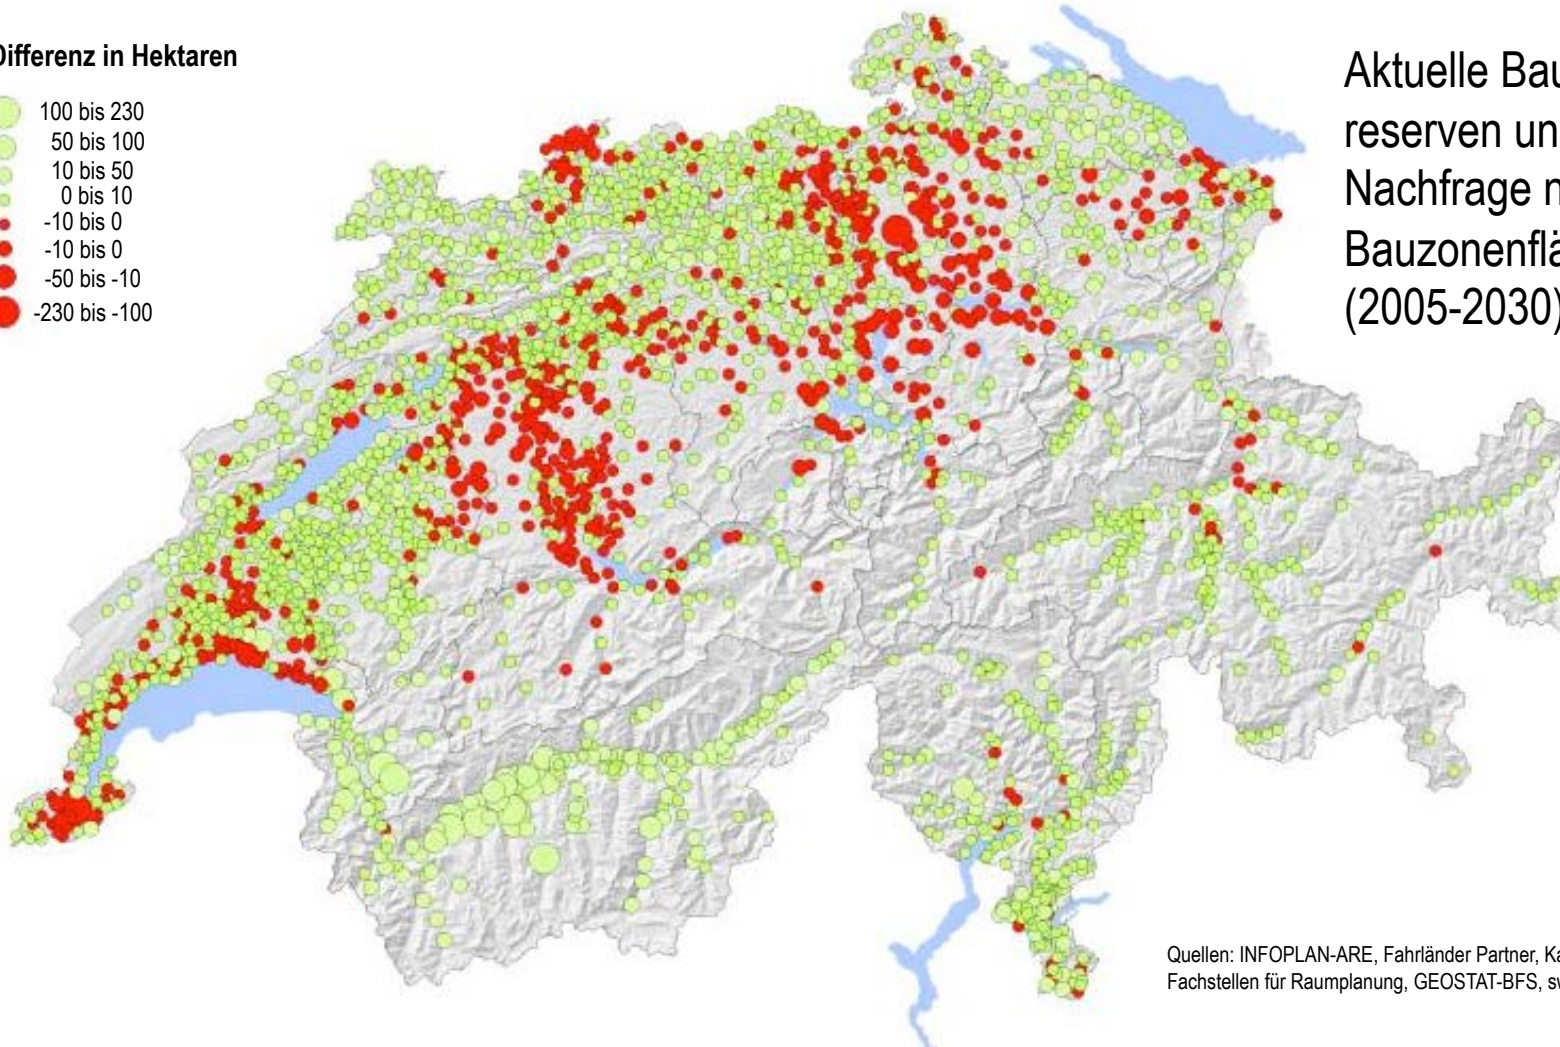 Differenz in Hektaren
100 bis 230
50 bis 100
10 bis 50
0 bis 10
-10 bis 0
-10 bis 0
-50 bis -10
-230 bis -100
Aktuelle Bau
reserven un
Nachfrage n
Bauzonenflä
(2005-2030)
Quellen: INFOPLAN-ARE, Fahrländer Partner, Ka
Fachstellen für Raumplanung, GEOSTAT-BFS, sw